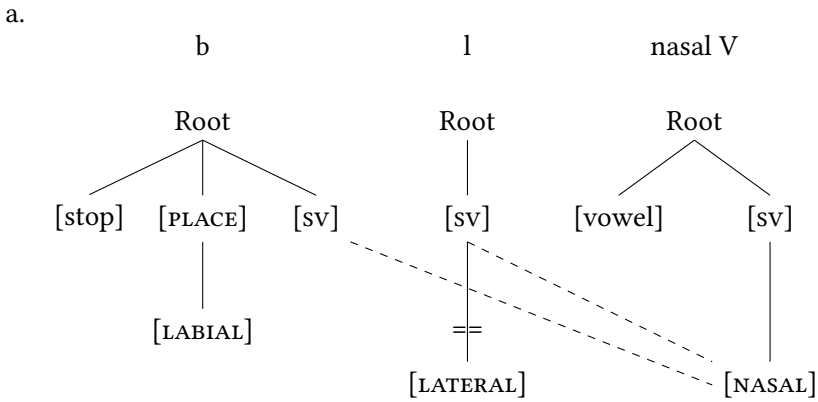 a.
b l nasal V
Root Root Root
[stop] [PLACE] [sv] [sv] [vowel] [sv]
[LABIAL]
==
[LATERAL] [NASAL]